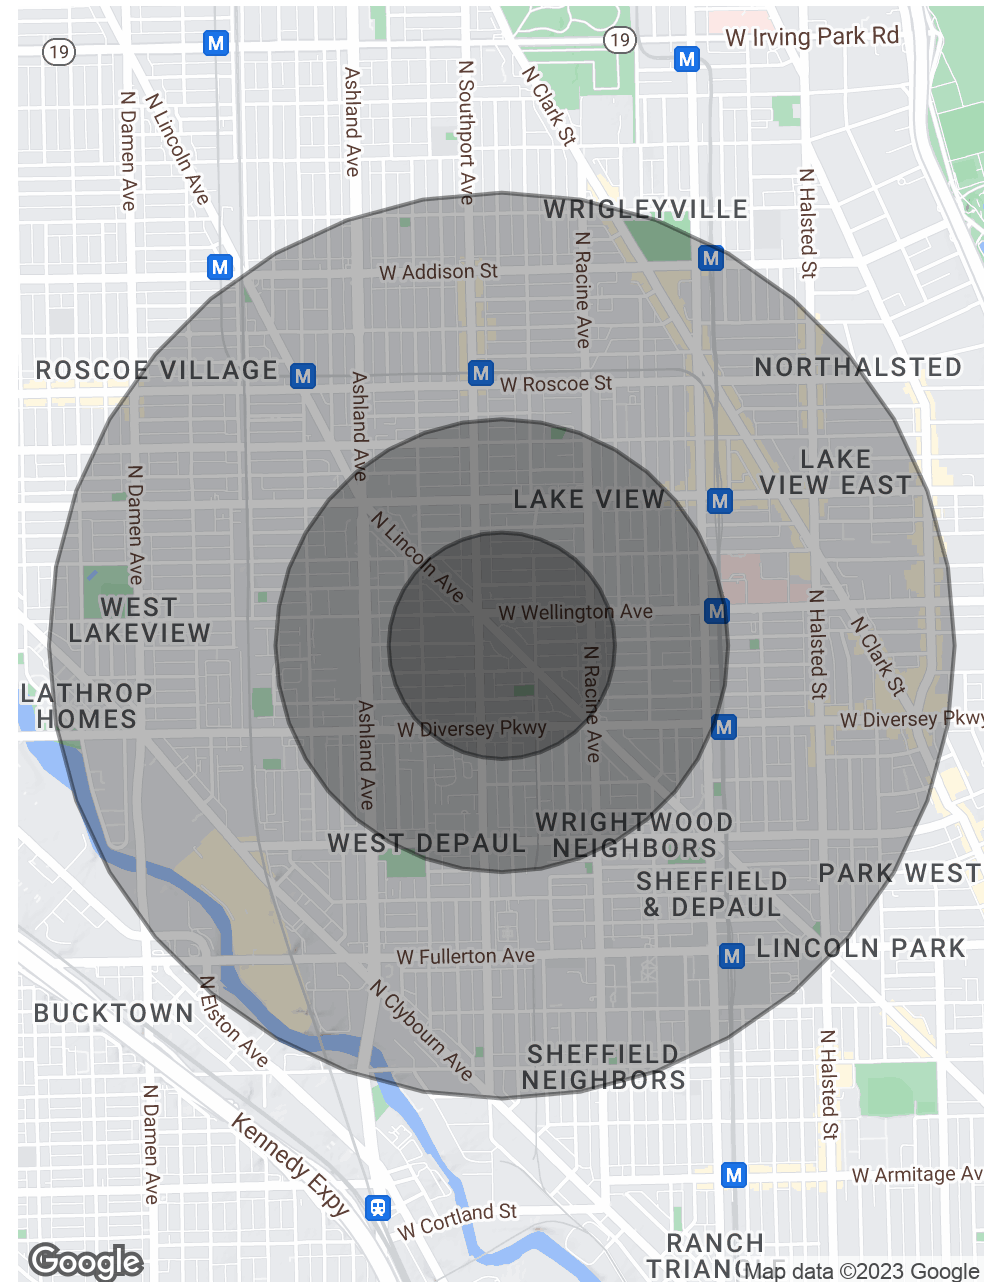 19
19
W Irving Park Rd
N Damen Ave
N Lincoln Ave
Ashland Ave
N Southport Ave
N Clark St
N Halsted St
WRIGLEYVILLE
N Racine Ave
W Addison St
ROSCOE VILLAGE
M
M
M
M
M
M
M
M
M
M
M
W Roscoe St
NORTHALSTED
Ashland Ave
N Damen Ave
LAKE
VIEW EAST
LAKE VIEW
N Lincoln Ave
WEST
LAKEVIEW
W Wellington Ave
N Halsted St
N Clark St
N Racine Ave
LATHROP
HOMES
Ashland Ave
W Diversey Pkwy
W Diversey Pkwy
WEST DEPAUL
WRIGHTWOOD
NEIGHBORS
SHEFFIELD
& DEPAUL
PARK WEST
W Fullerton Ave
LINCOLN PARK
BUCKTOWN
N Elston Ave
N Clybourn Ave
SHEFFIELD
NEIGHBORS
N Halsted St
N Damen Ave
Kennedy Expy
W Armitage Av
W Cortland St
RANCH
TRIANGLE
Google
Map data ©2023 Google